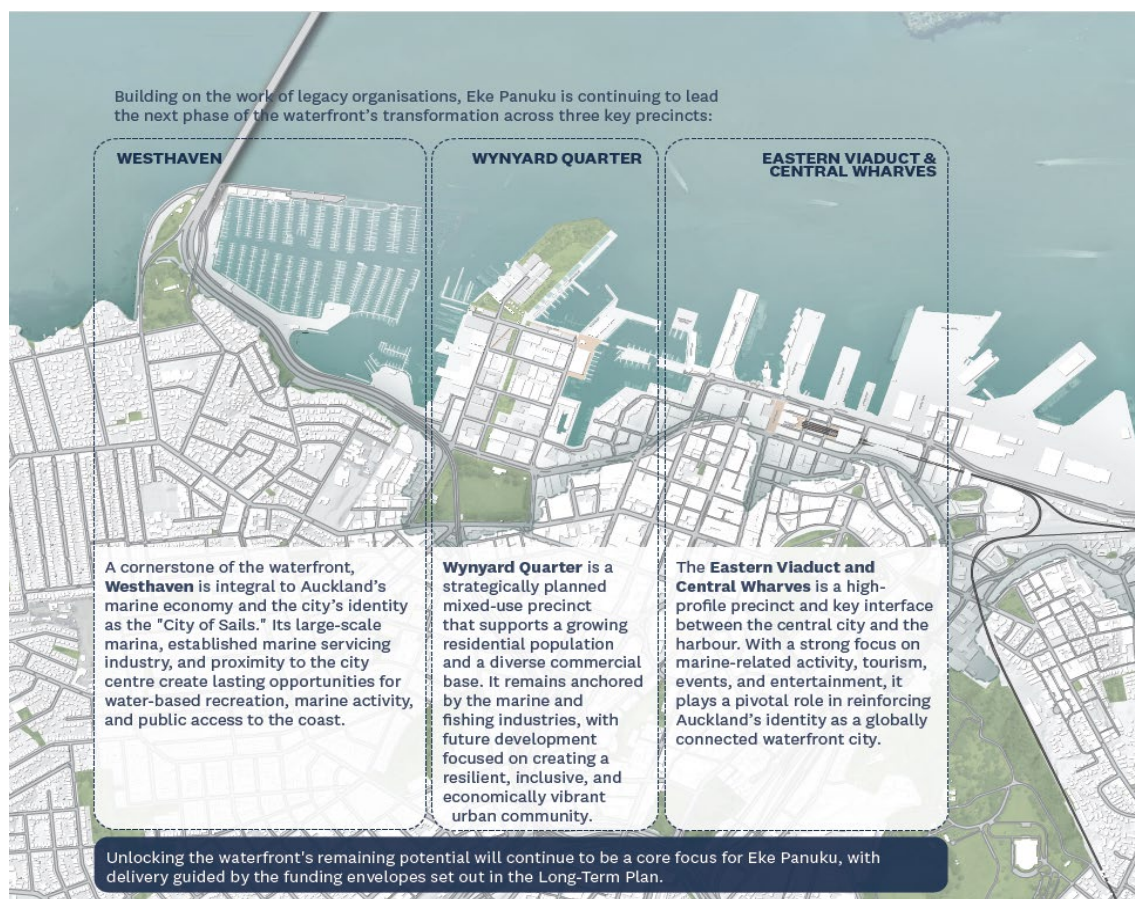 Building on the work of legacy organisations, Eke Panuku is continuing to lead
the next phase of the waterfront's transformation across three key precincts:
WESTHAVEN
WYNYARD QUARTER
EASTERN VIADUCT &
CENTRAL WHARVES
A cornerstone of the waterfront,
Westhaven is integral to Auckland's
marine economy and the city's identity
as the "City of Sails." Its large-scale
marina, established marine servicing
industry, and proximity to the city
centre create lasting opportunities for
water-based recreation, marine activity,
and public access to the coast.
Wynyard Quarter is a
strategically planned
mixed-use precinct
that supports a growing
residential population
and a diverse commercial
base. It remains anchored
by the marine and
fishing industries, with
future development
focused on creating a
resilient, inclusive, and
economically vibrant
urban community.
The Eastern Viaduct and
Central Wharves is a high-
profile precinct and key interface
between the central city and the
harbour. With a strong focus on
marine-related activity, tourism,
events, and entertainment, it
plays a pivotal role in reinforcing
Auckland's identity as a globally
connected waterfront city.
Unlocking the waterfront's remaining potential will continue to be a core focus for Eke Panuku, with
delivery guided by the funding envelopes set out in the Long-Term Plan.